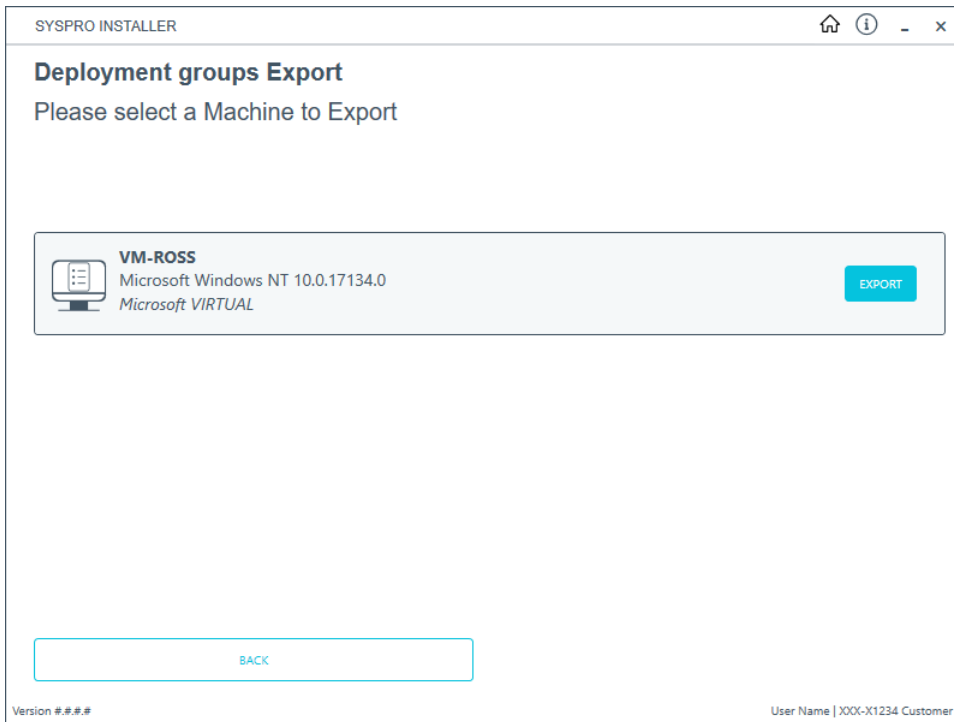 SYSPRO INSTALLER
Deployment groups Export
Please select a Machine to Export
VM-ROSS
Microsoft Windows NT 10.0.17134.0
Microsoft VIRTUAL
EXPORT
BACK
Version #.#.#.#
User Name | XXX-X1234 Customer